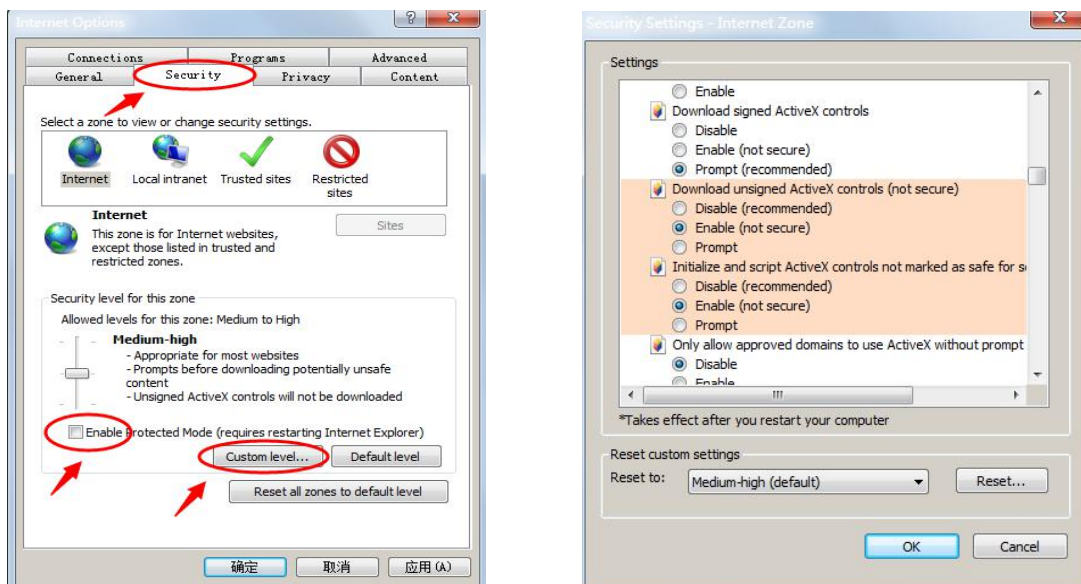 Internet Options
Connections Programs Advanced
General Security Privacy Content
Select a zone to view or change security settings.
Internet Local intranet Trusted sites Restricted
sites
Internet
This zone is for Internet websites,
except those listed in trusted and
restricted zones.
Sites
Security level for this zone
Allowed levels for this zone: Medium to High
Medium-high
- Appropriate for most websites
- Prompts before downloading potentially unsafe
content
- Unsigned ActiveX controls will not be downloaded
Enable Protected Mode (requires restarting Internet Explorer)
Custom level... Default level
Reset all zones to default level
确定 取消 应用(A)
Security Settings - Internet Zone
Settings
Enable
Download signed ActiveX controls
Disable
Enable (not secure)
Prompt (recommended)
Download unsigned ActiveX controls (not secure)
Disable (recommended)
Enable (not secure)
Prompt
Initialize and script ActiveX controls not marked as safe for s
Disable (recommended)
Enable (not secure)
Prompt
Only allow approved domains to use ActiveX without prompt
Disable
Enable
*Takes effect after you restart your computer
Reset custom settings
Reset to: Medium-high (default) Reset...
OK Cancel